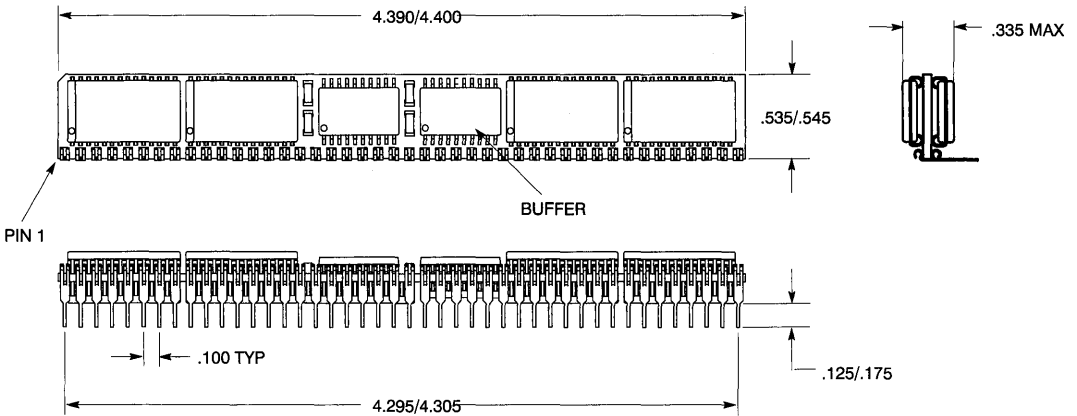 4.390/4.400
.335 MAX
.535/.545
BUFFER
PIN 1
.100 TYP
.125/.175
4.295/4.305